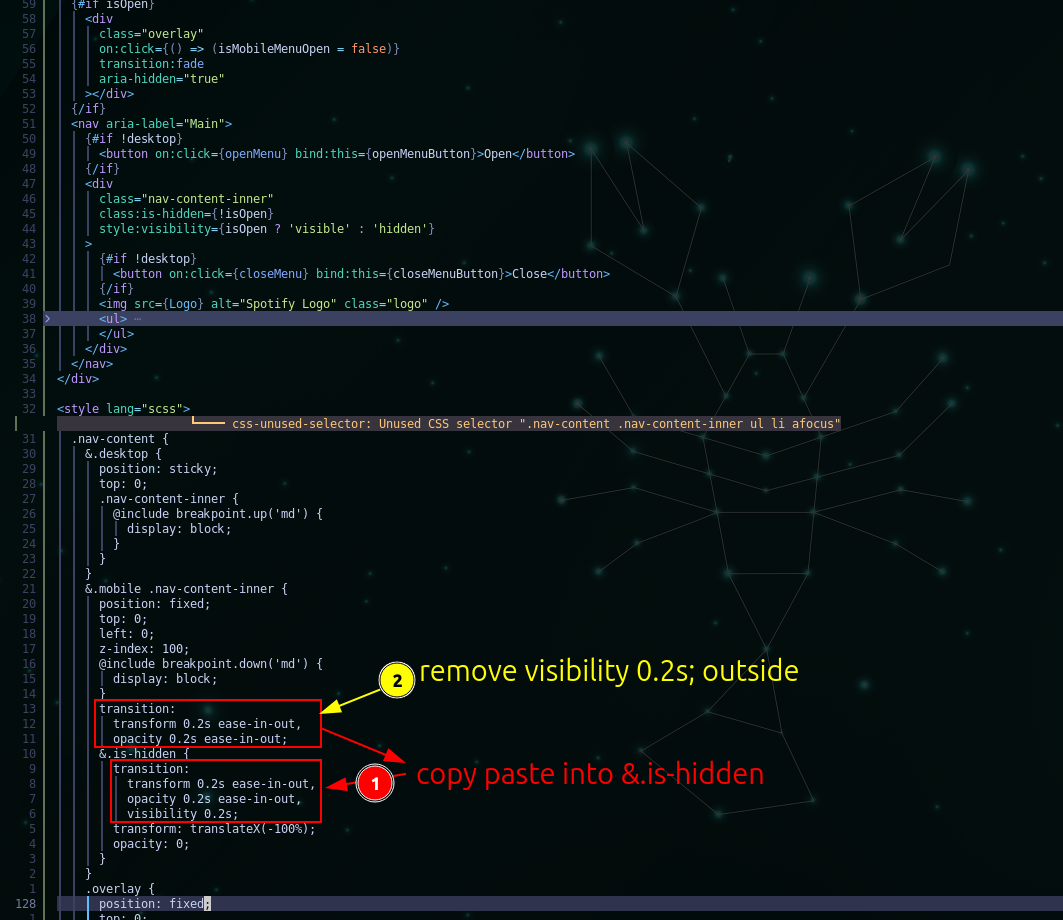 59 {#if isOpen}
58 <div
57 class="overlay"
56 on:click={() => (isMobileMenuOpen = false)}
55 transition:fade
54 aria-hidden="true"
53 ></div>
52 {/if}
51 <nav aria-label="Main">
50 {#if !desktop}
49 <button on:click={openMenu} bind:this={openMenuButton}>Open</button>
48 {/if}
47 <div
46 class="nav-content-inner"
45 class:is-hidden={!isOpen}
44 style:visibility={isOpen ? 'visible' : 'hidden'}
43 >
42 {#if !desktop}
41 <button on:click={closeMenu} bind:this={closeMenuButton}>Close</button>
40 {/if}
39 <img src={Logo} alt="Spotify Logo" class="logo" />
38 > <ul> ⋯
37 </ul>
36 </div>
35 </nav>
34 </div>
33
32 <style lang="scss">
css-unused-selector: Unused CSS selector ".nav-content .nav-content-inner ul li afocus"
31 .nav-content {
30 &.desktop {
29 position: sticky;
28 top: 0;
27 .nav-content-inner {
26 @include breakpoint.up('md') {
25 display: block;
24 }
23 }
22 }
21 &.mobile .nav-content-inner {
20 position: fixed;
19 top: 0;
18 left: 0;
17 z-index: 100;
16 @include breakpoint.down('md') {
15 display: block;
14 }
13 transition:
12 transform 0.2s ease-in-out,
11 opacity 0.2s ease-in-out;
10 &.is-hidden {
9 transition:
8 transform 0.2s ease-in-out,
7 opacity 0.2s ease-in-out,
6 visibility 0.2s;
5 transform: translateX(-100%);
4 opacity: 0;
3 }
2 }
1 .overlay {
128 position: fixed;
1 top: 0;
2 remove visibility 0.2s; outside
1 copy paste into &.is-hidden